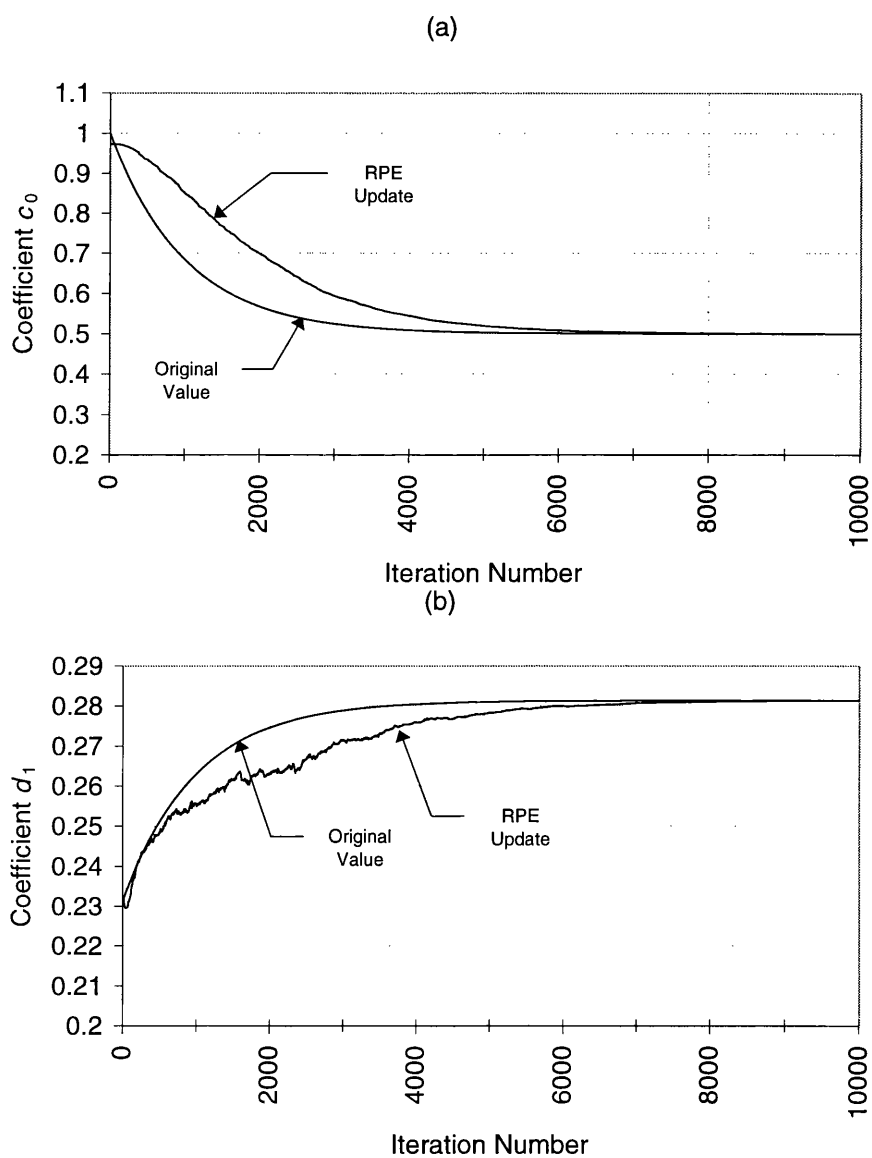 (a)
1.1
1
0.9
0.8
0.7
0.6
0.5
0.4
0.3
0.2
Coefficient c0
RPE
Update
Original
Value
0
2000
4000
6000
8000
10000
Iteration Number
(b)
0.29
0.28
0.27
0.26
0.25
0.24
0.23
0.22
0.21
0.2
Coefficient d1
Original
Value
RPE
Update
0
2000
4000
6000
8000
10000
Iteration Number